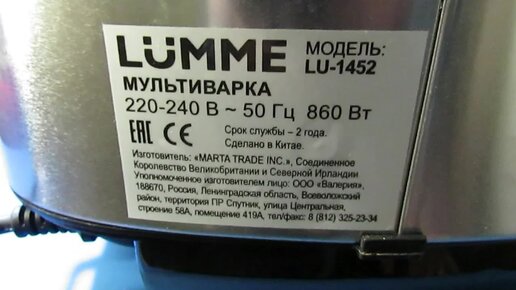 LUMME
МОДЕЛЬ:
LU-1452
МУЛЬТИВАРКА
220-240 В ~ 50 Гц 860 Вт
EAC CE
Срок службы – 2 года.
Сделано в Китае.
Изготовитель: «MARTA TRADE INC.», Соединенное
Королевство Великобритании и Северной Ирландии
Уполномоченное изготовителем лицо: ООО «Валерия»,
188670, Россия, Ленинградская область, Всеволожский
район, территория ПР Спутник, улица Центральная,
строение 58А, помещение 419А, тел/факс: 8 (812) 325-23-34